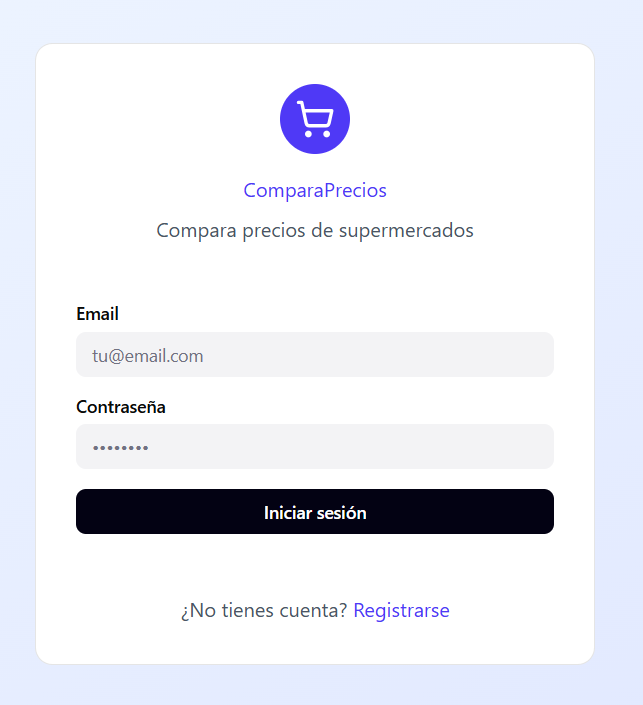 ComparaPrecios
Compara precios de supermercados
Email
tu@email.com
Contraseña
••••••••
Iniciar sesión
¿No tienes cuenta? Registrarse